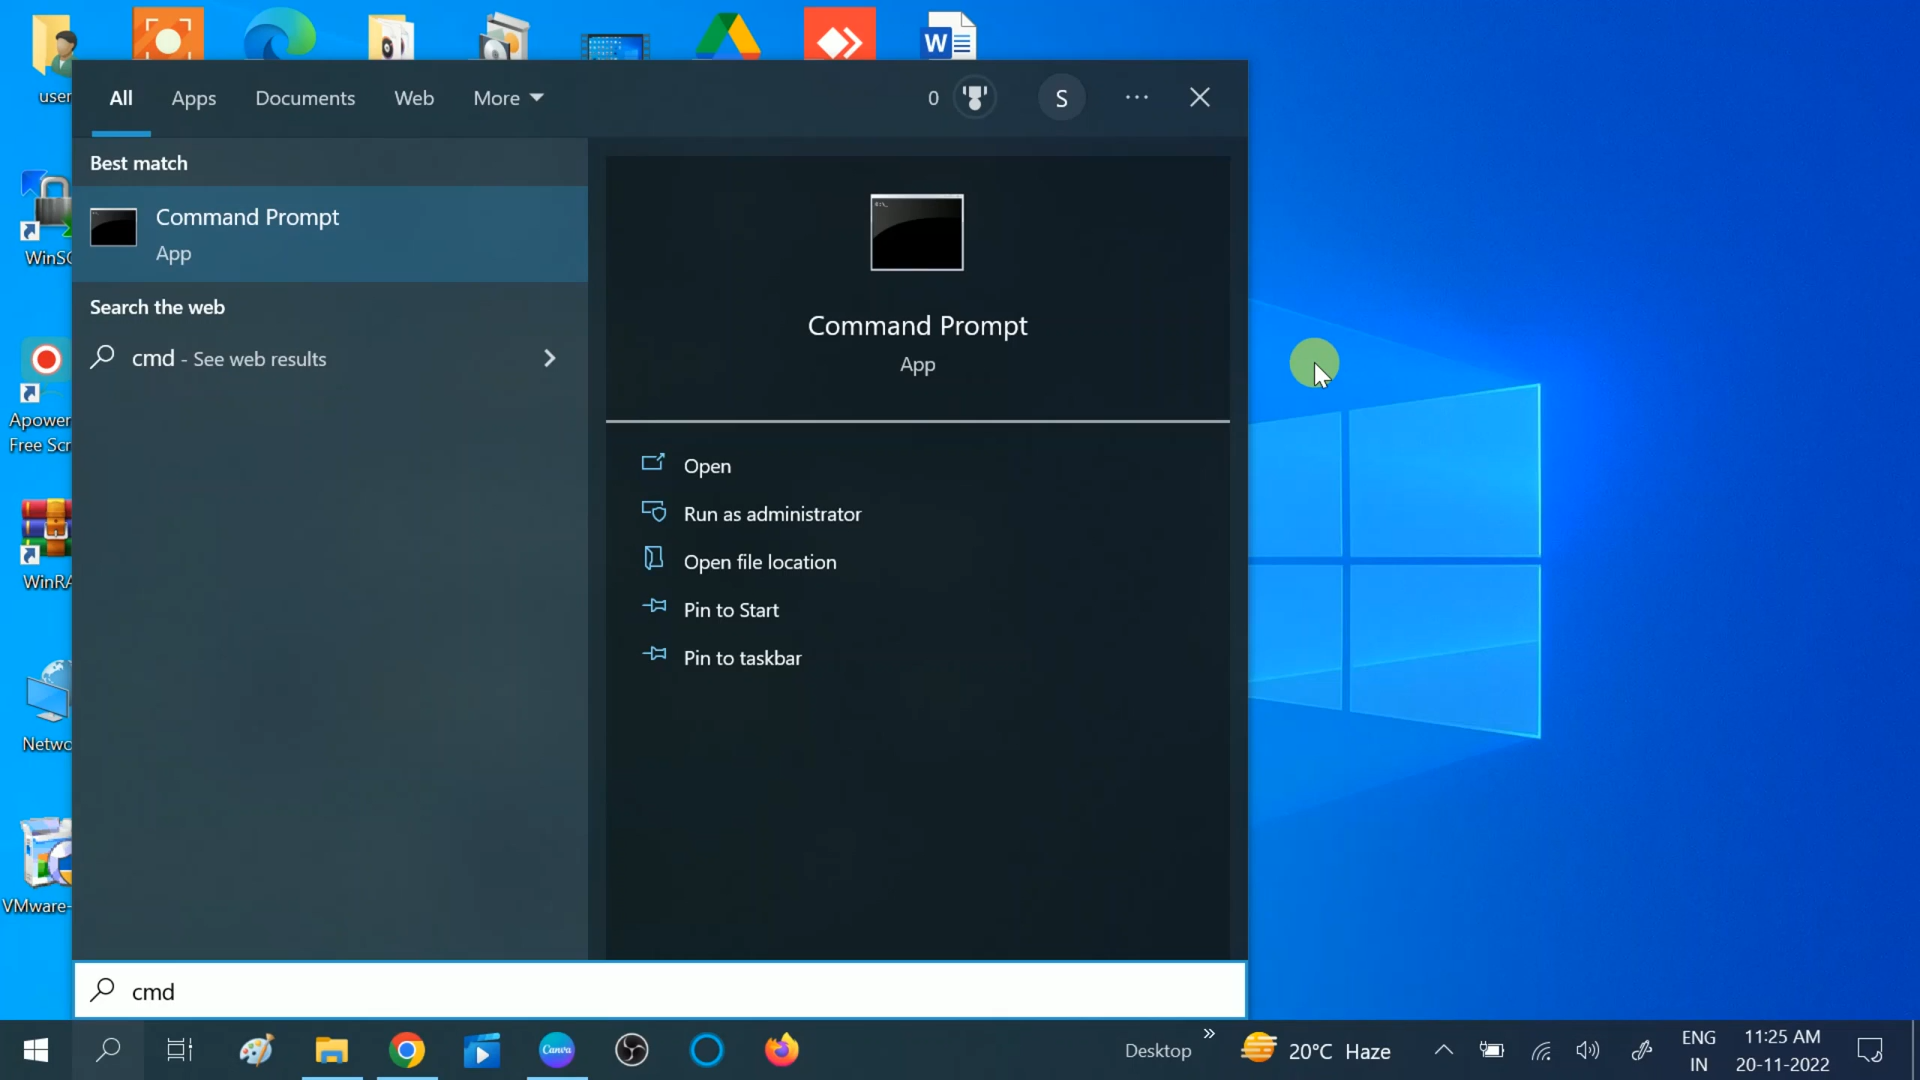 user
WinSC
Apower
Free Scr
WinRA
Netwo
VMware-
W
All Apps Documents Web More 0 S ···
Best match
Command Prompt
App
Search the web
cmd - See web results
Command Prompt
App
Open
Run as administrator
Open file location
Pin to Start
Pin to taskbar
cmd
Canva
Desktop
»
20°C Haze
ENG
IN
11:25 AM
20-11-2022